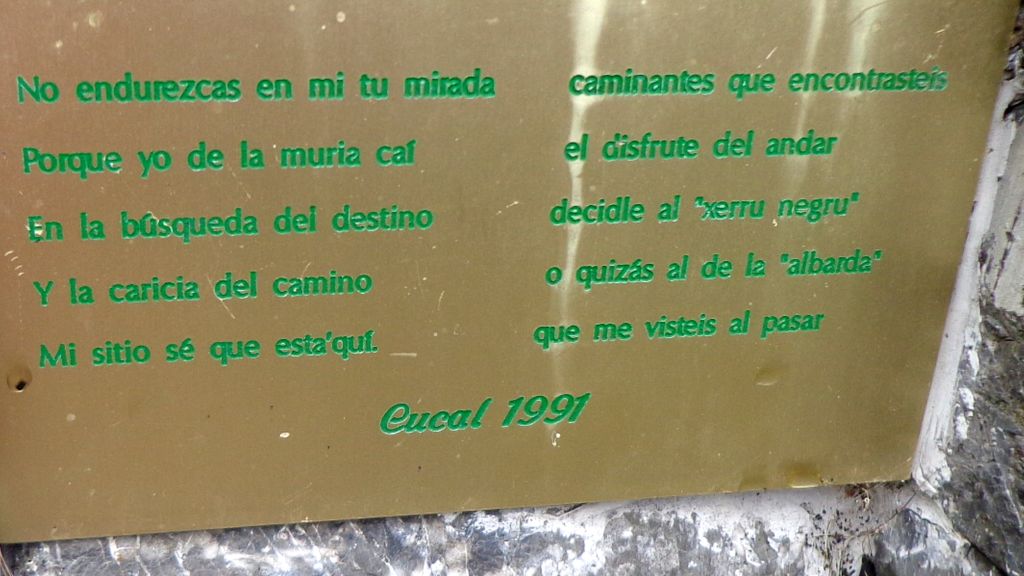 No endurezcas en mi tu mirada
Porque yo de la muria caí
En la búsqueda del destino
Y la caricia del camino
Mi sitio sé que esta'quí.
caminantes que encontrasteis
el disfrute del andar
decidle al "xerru negru"
o quizás al de la "albarda"
que me visteis al pasar
Cucal 1991